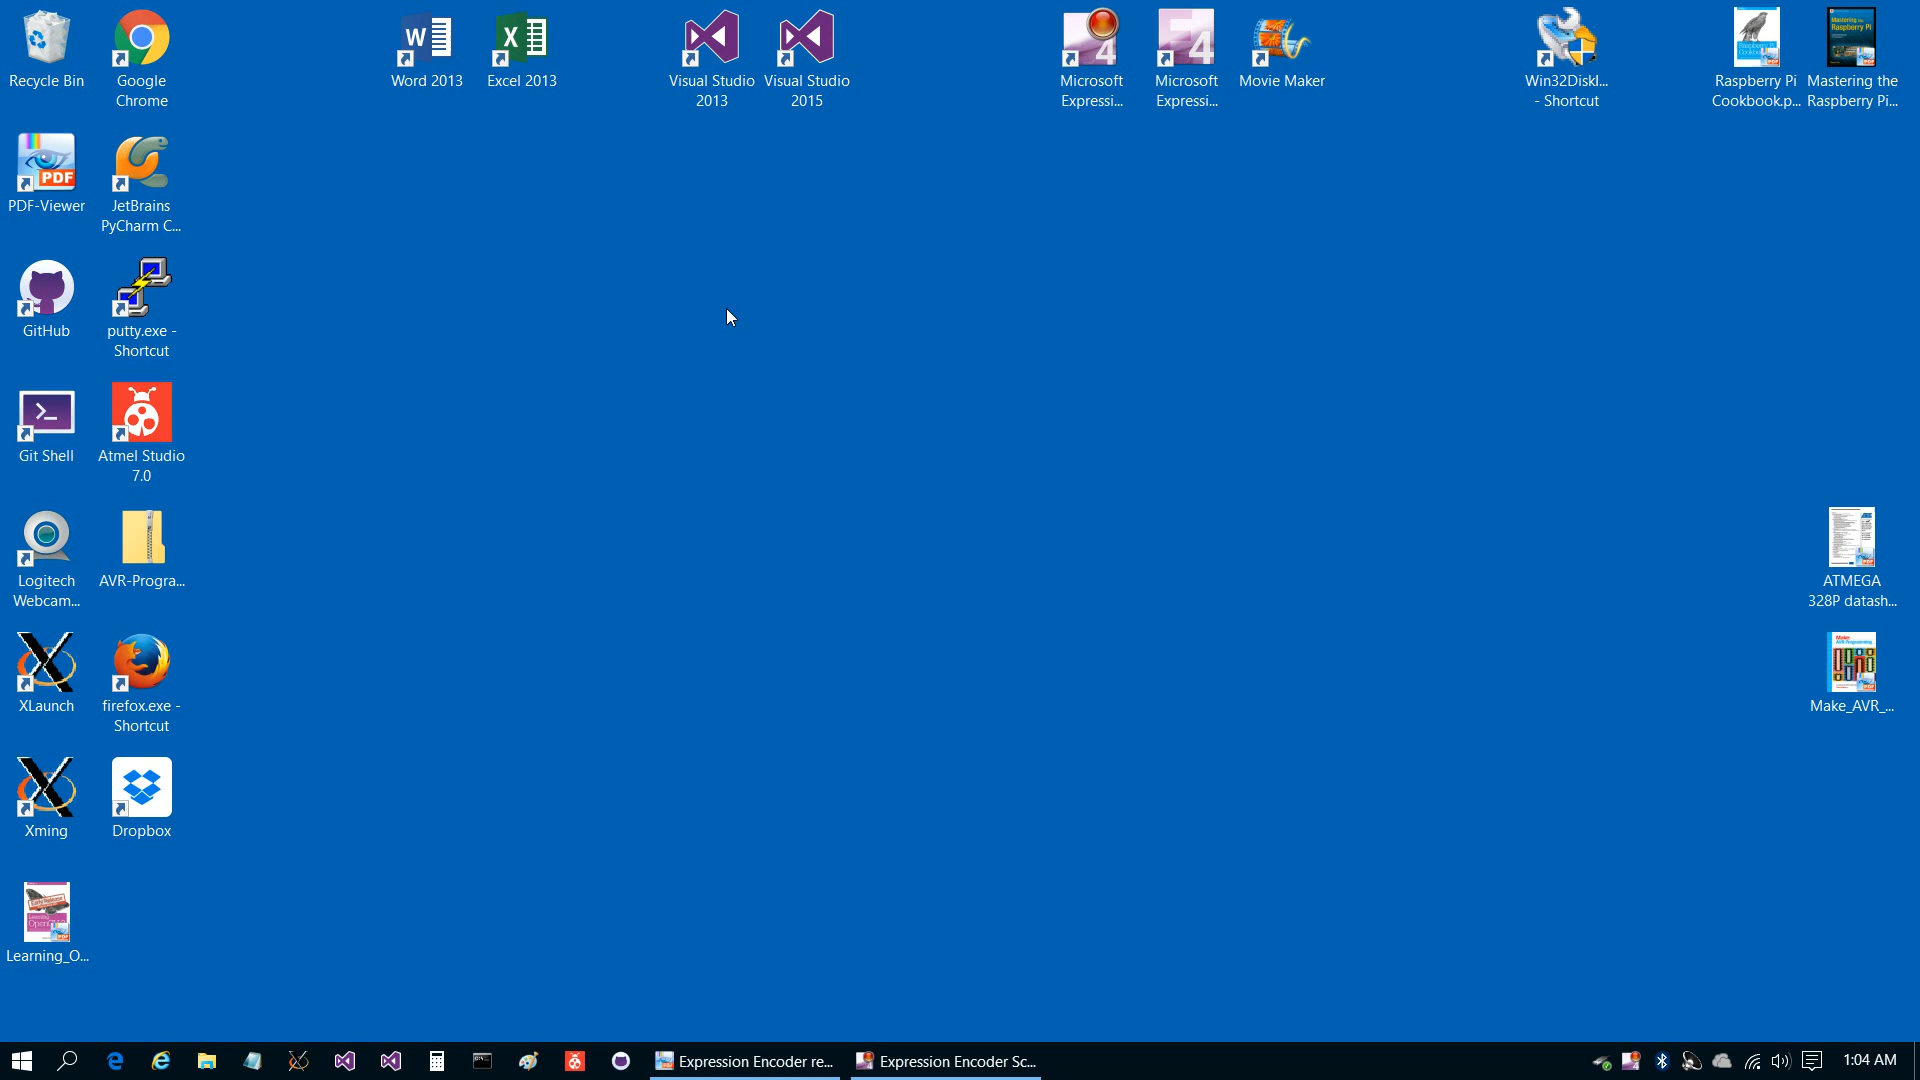 Recycle Bin
Google
Chrome
Word 2013
Excel 2013
Visual Studio
2013
Visual Studio
2015
Microsoft
Expressi...
Microsoft
Expressi...
Movie Maker
Win32DiskI...
- Shortcut
Raspberry Pi
Cookbook.p...
Mastering the
Raspberry Pi...
PDF
PDF-Viewer
JetBrains
PyCharm C...
GitHub
putty.exe -
Shortcut
Git Shell
Atmel Studio
7.0
Logitech
Webcam...
AVR-Progra...
ATMEGA
328P datash...
XLaunch
firefox.exe -
Shortcut
Make_AVR_...
Xming
Dropbox
Learning_O...
Expression Encoder re...
Expression Encoder Sc...
1:04 AM